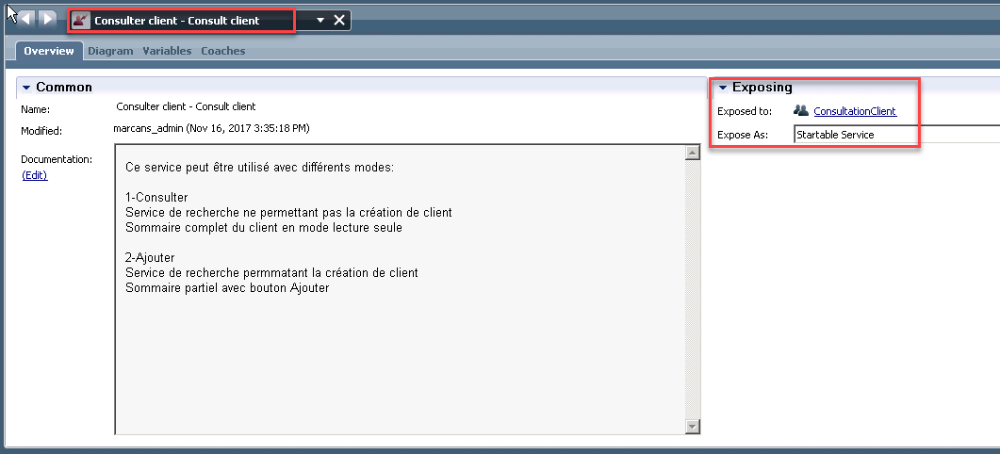 Consulter client - Consult client
Overview Diagram Variables Coaches
Common
Name: Consulter client - Consult client
Modified: marcans_admin (Nov 16, 2017 3:35:18 PM)
Documentation:
(Edit)
Ce service peut être utilisé avec différents modes:
1-Consulter
Service de recherche ne permettant pas la création de client
Sommaire complet du client en mode lecture seule
2-Ajouter
Service de recherche permmatant la création de client
Sommaire partiel avec bouton Ajouter
Exposing
Exposed to: ConsultationClient
Expose As: Startable Service